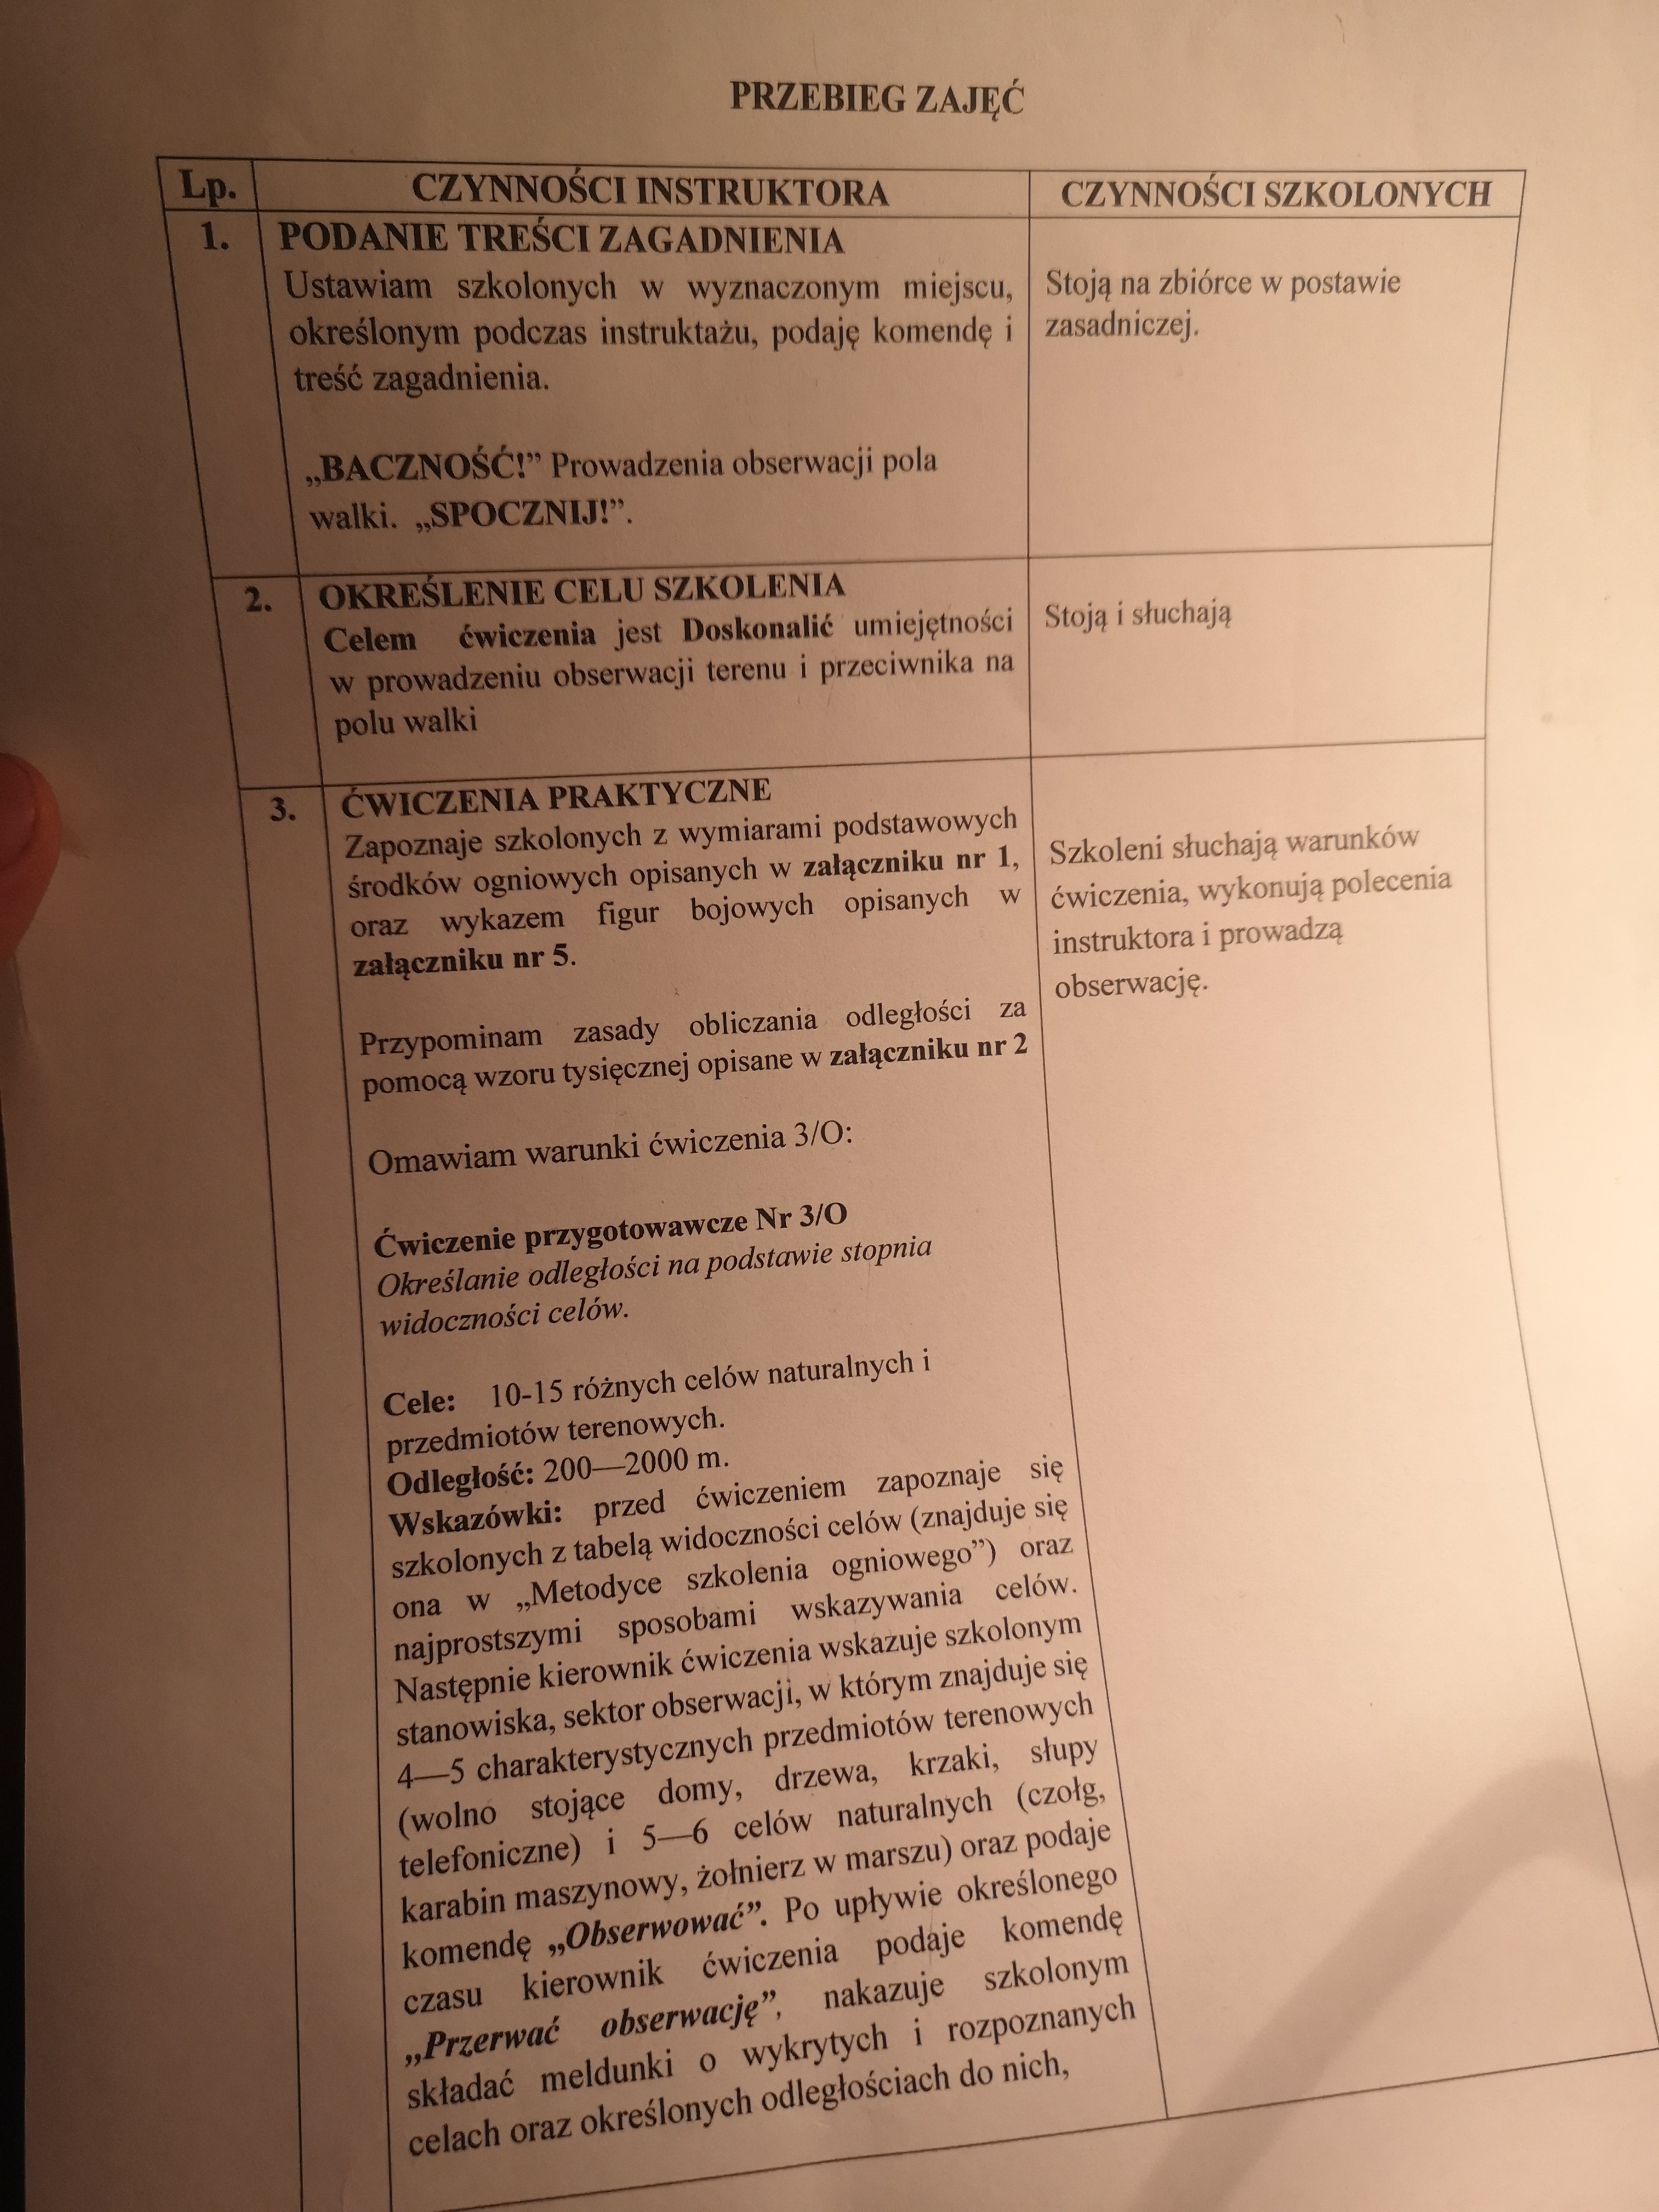 PRZEBIEG ZAJĘĆ
Lp.
CZYNNOŚCI INSTRUKTORA
CZYNNOŚCI SZKOLONYCH
1.
PODANIE TREŚCI ZAGADNIENIA
Ustawiam szkolonych w wyznaczonym miejscu,
określonym podczas instruktażu, podaję komendę i
treść zagadnienia.
„BACZNOŚĆ!” Prowadzenia obserwacji pola
walki. „SPOCZNIJ!”.
Stoją na zbiórce w postawie
zasadniczej.
2.
OKREŚLENIE CELU SZKOLENIA
Celem ćwiczenia jest Doskonalić umiejętności
w prowadzeniu obserwacji terenu i przeciwnika na
polu walki
Stoją i słuchają
3.
ĆWICZENIA PRAKTYCZNE
Zapoznaje szkolonych z wymiarami podstawowych
środków ogniowych opisanych w załączniku nr 1,
oraz wykazem figur bojowych opisanych w
załączniku nr 5.
Przypominam zasady obliczania odległości za
pomocą wzoru tysięcznej opisane w załączniku nr 2
Omawiam warunki ćwiczenia 3/O:
Ćwiczenie przygotowawcze Nr 3/O
Określanie odległości na podstawie stopnia
widoczności celów.
Cele: 10-15 różnych celów naturalnych i
przedmiotów terenowych.
Odległość: 200—2000 m.
Wskazówki: przed ćwiczeniem zapoznaje się
szkolonych z tabelą widoczności celów (znajduje się
ona w „Metodyce szkolenia ogniowego”) oraz
najprostszymi sposobami wskazywania celów.
Następnie kierownik ćwiczenia wskazuje szkolonym
stanowiska, sektor obserwacji, w którym znajduje się
4—5 charakterystycznych przedmiotów terenowych
(wolno stojące domy, drzewa, krzaki, słupy
telefoniczne) i 5—6 celów naturalnych (czołg,
karabin maszynowy, żołnierz w marszu) oraz podaje
komendę „Obserwować”. Po upływie określonego
czasu kierownik ćwiczenia podaje komendę
„Przerwać obserwację”, nakazuje szkolonym
składać meldunki o wykrytych i rozpoznanych
celach oraz określonych odległościach do nich,
Szkoleni słuchają warunków
ćwiczenia, wykonują polecenia
instruktora i prowadzą
obserwację.